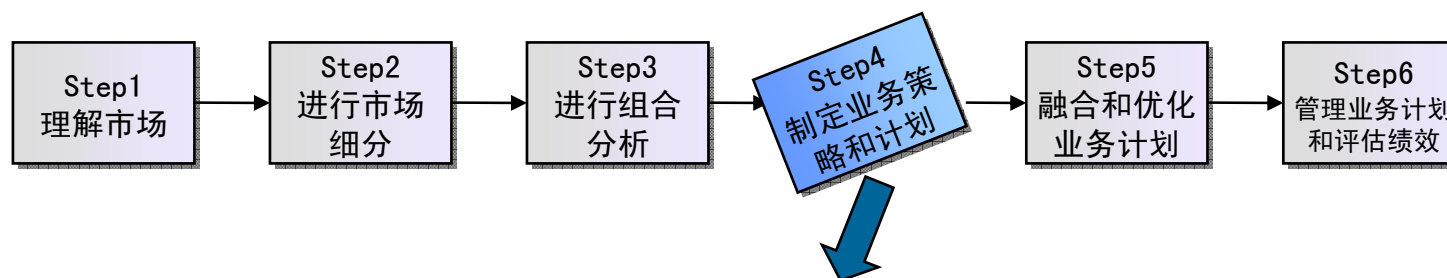 Step1
理解市场
Step2
进行市场
细分
Step3
进行组合
分析
Step4
制定业务策
略和计划
Step5
融合和优化
业务计划
Step6
管理业务计划
和评估绩效